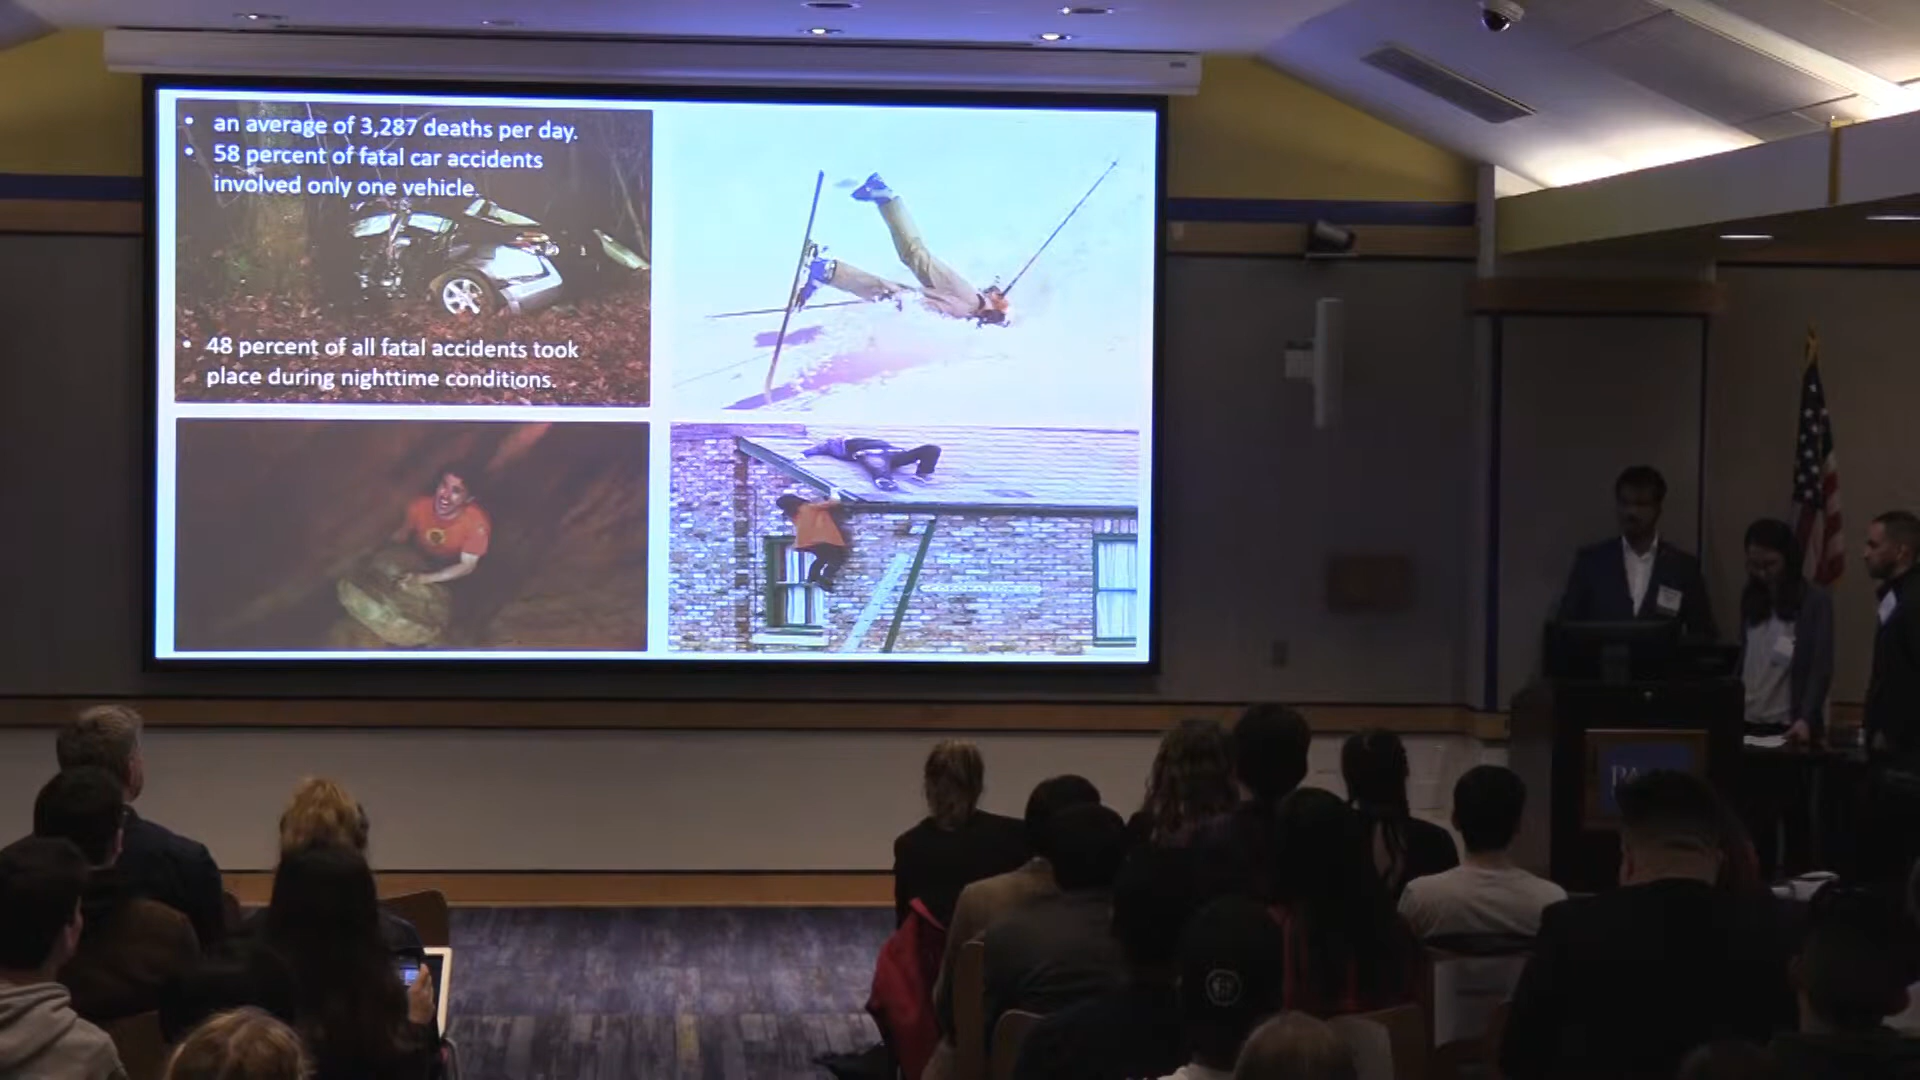 • an average of 3,287 deaths per day.
• 58 percent of fatal car accidents
involved only one vehicle.
• 48 percent of all fatal accidents took
place during nighttime conditions.